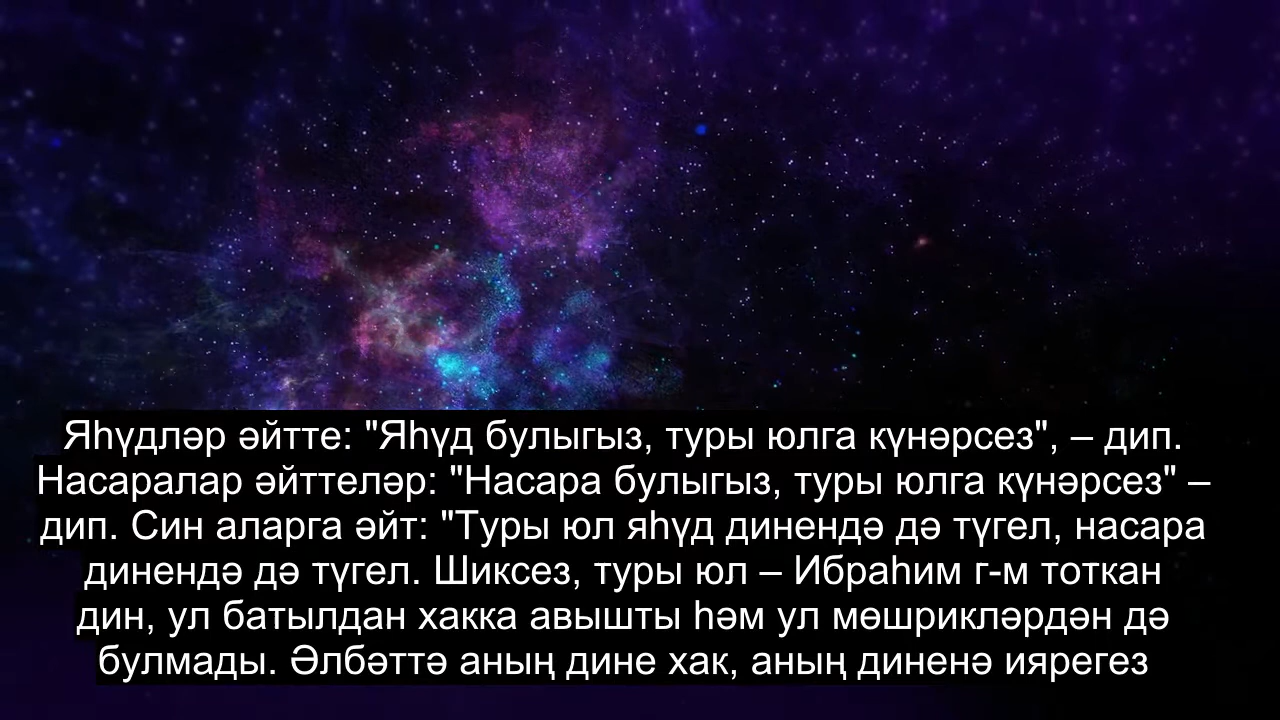 Яһүдләр әйтте: "Яһүд булыгыз, туры юлга күнәрсез", – дип.
Насаралар әйттеләр: "Насара булыгыз, туры юлга күнәрсез" –
дип. Син аларга әйт: "Туры юл яһүд динендә дә түгел, насара
динендә дә түгел. Шиксез, туры юл – Ибраһим г-м тоткан
дин, ул батылдан хакка авышты һәм ул мөшрикләрдән дә
булмады. Әлбәттә аның дине хак, аның диненә иярегез